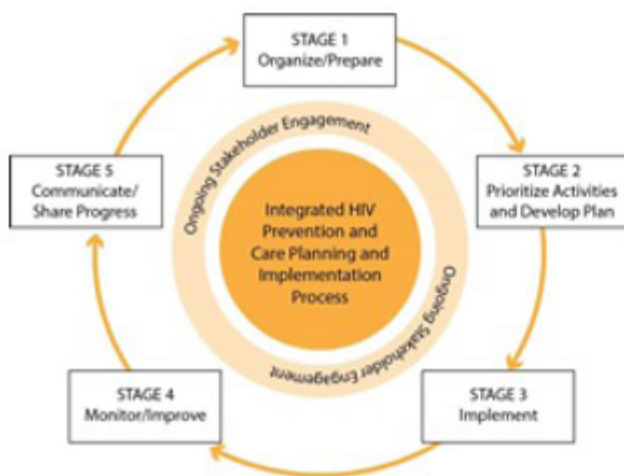 STAGE 1
Organize/Prepare
STAGE 2
Prioritize Activities
and Develop Plan
STAGE 3
Implement
STAGE 4
Monitor/Improve
STAGE 5
Communicate/
Share Progress
Ongoing Stakeholder Engagement
Ongoing Stakeholder Engagement
Integrated HIV
Prevention and
Care Planning and
Implementation
Process